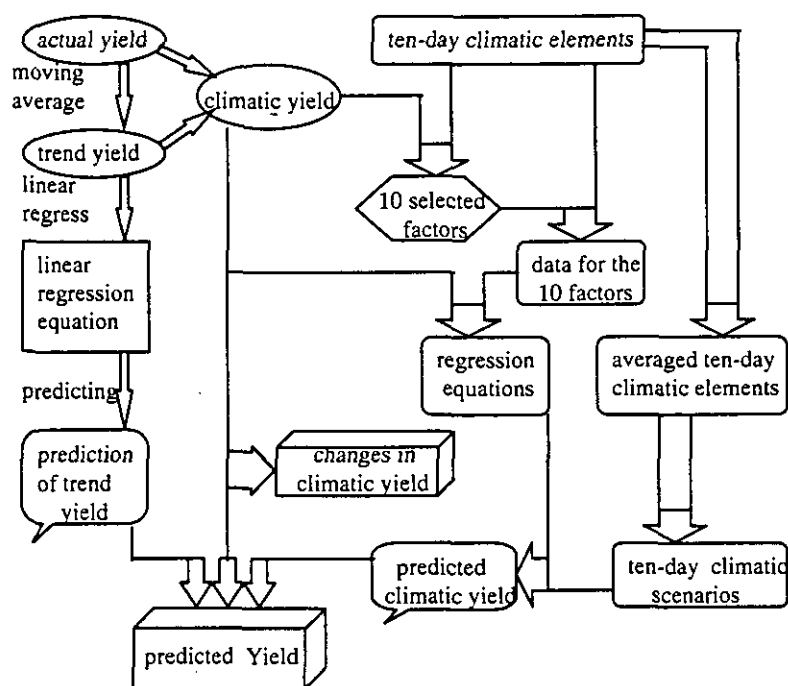 actual yield
moving
average
trend yield
linear
regress
linear
regression
equation
predicting
prediction
of trend
yield
climatic yield
ten-day climatic elements
10 selected
factors
data for the
10 factors
regression
equations
averaged ten-day
climatic elements
changes in
climatic yield
predicted
climatic yield
ten-day climatic
scenarios
predicted Yield